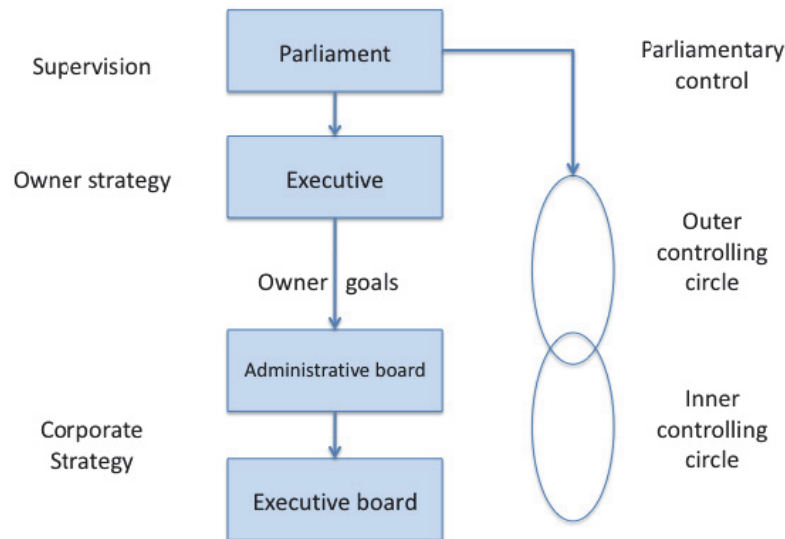 Parliament
Supervision
Parliamentary
control
Executive
Owner strategy
Outer
controlling
circle
Owner goals
Administrative board
Inner
controlling
circle
Corporate
Strategy
Executive board